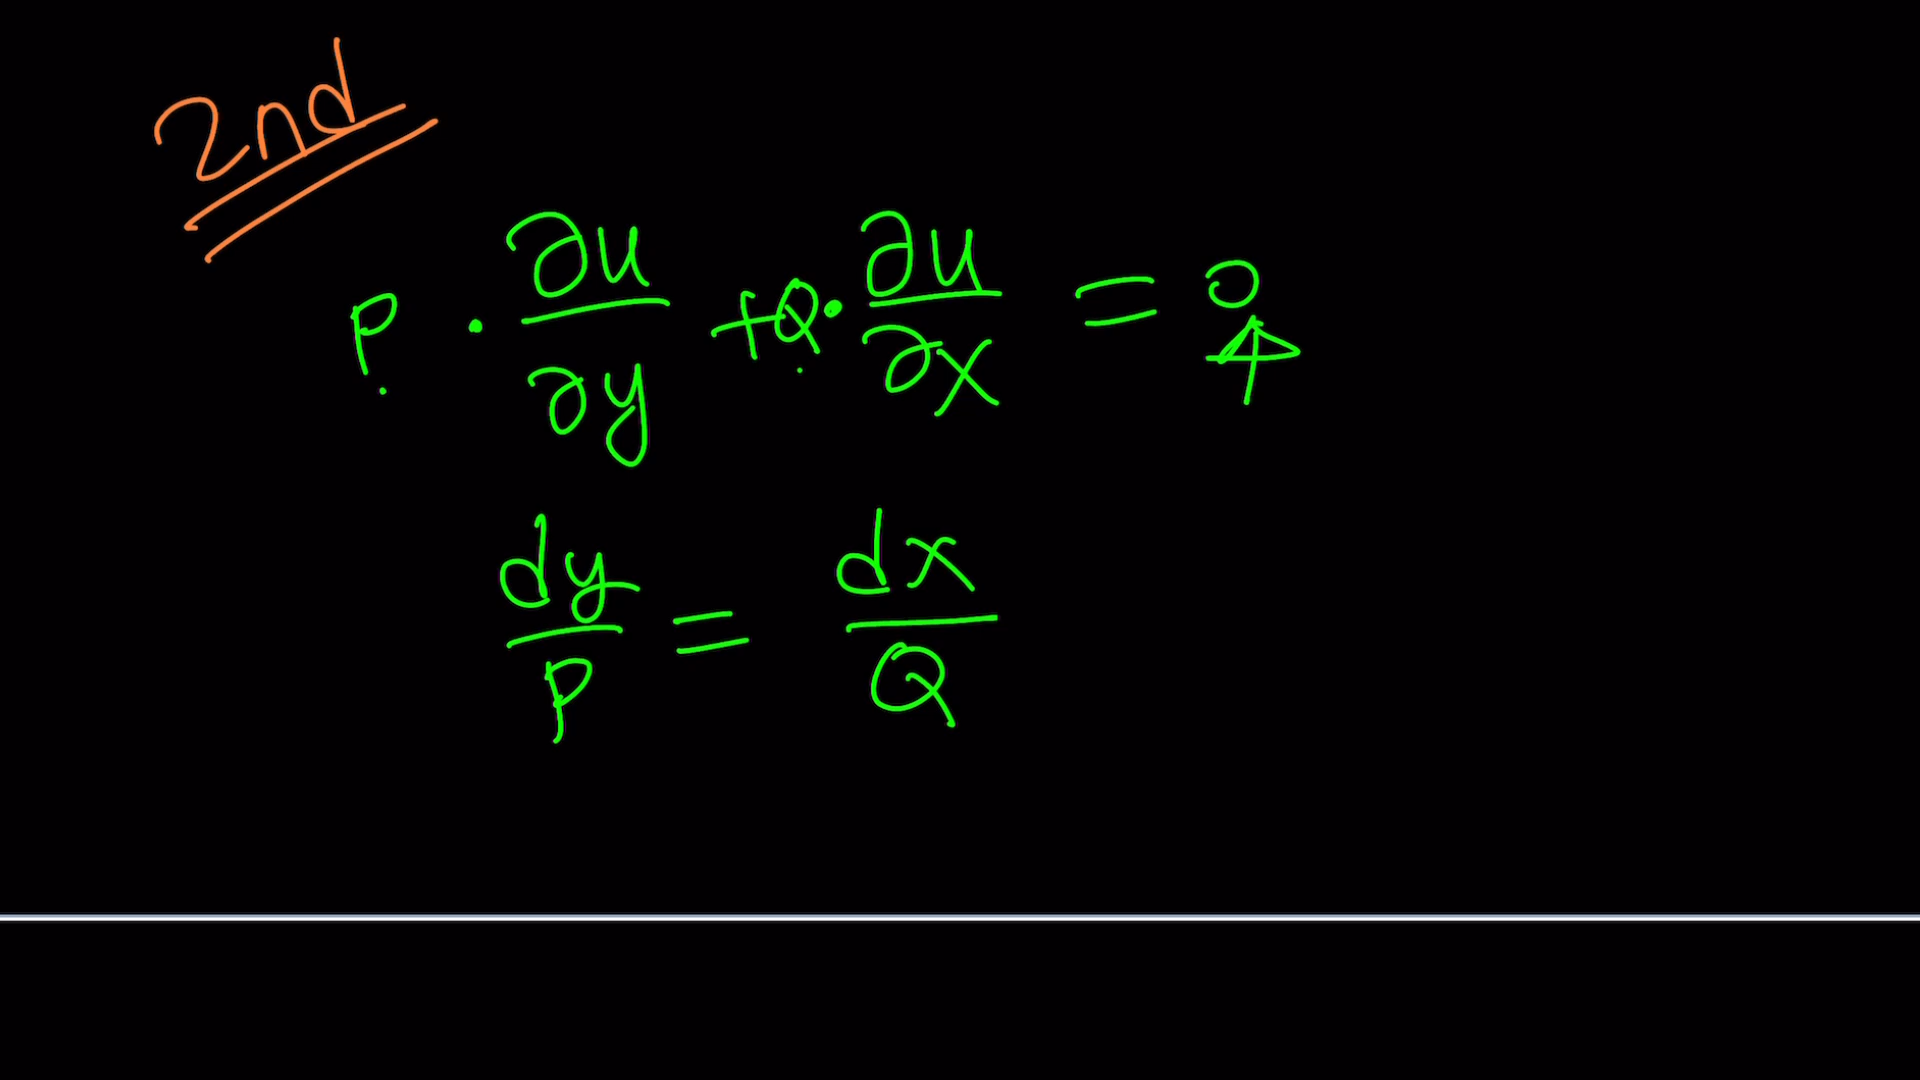 2nd
P · ∂u/∂y + Q · ∂u/∂x = 0
dy/P = dx/Q